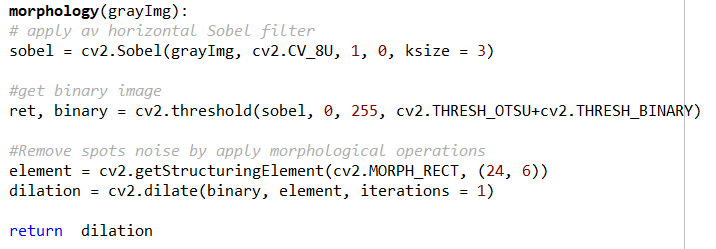 morphology(grayImg):
# apply av horizontal Sobel filter
sobel = cv2.Sobel(grayImg, cv2.CV_8U, 1, 0, ksize = 3)
#get binary image
ret, binary = cv2.threshold(sobel, 0, 255, cv2.THRESH_OTSU+cv2.THRESH_BINARY)
#Remove spots noise by apply morphological operations
element = cv2.getStructuringElement(cv2.MORPH_RECT, (24, 6))
dilation = cv2.dilate(binary, element, iterations = 1)
return  dilation